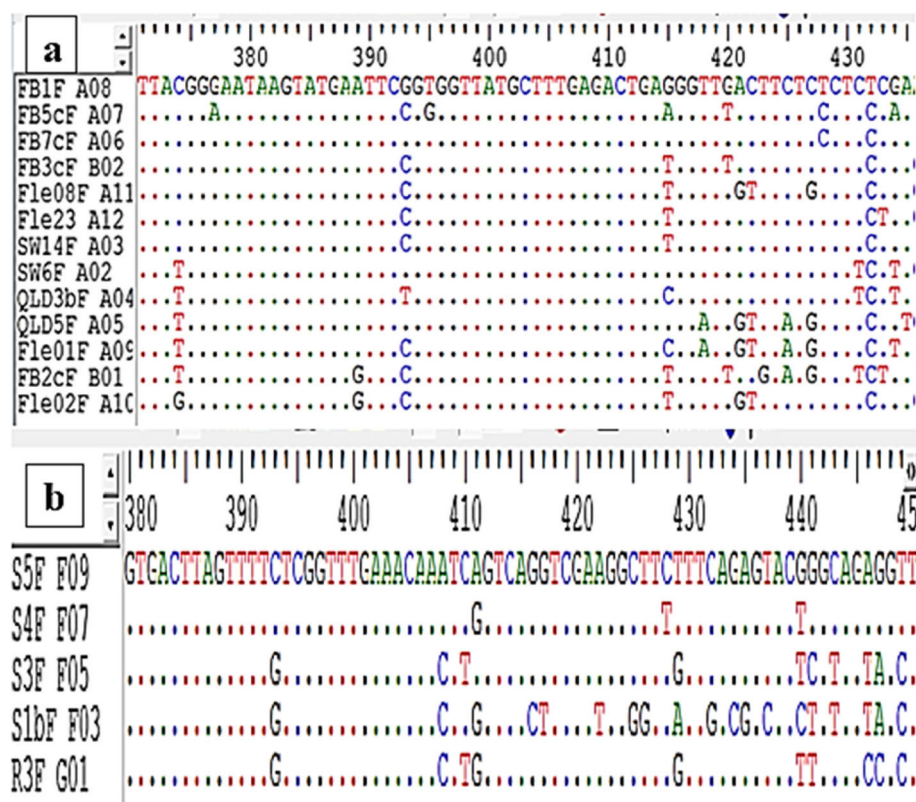 a
380 390 400 410 420 430
FB1F A08 TTACGGGAATAAGTATGAATTCGGTGGTTATGCTTTGAGACTGAGGGTTGACTTCTCTCTCTCGA
FB5cF A07 ......A...............C.G...................A....T.......C...C.A.
FB7cF A06 .........................................................C...C...
FB3cF B02 ......................C.....................T....T...........C...
Fle08F A11 ......................C.....................T.....GT....G....C...
Fle23 A12 ......................C.....................T................CT..
SW14F A03 ......................C.....................T................C...
SW6F A02 ...T........................................................TC.T.
QLD3bF A04 ...T..................T.....................C...............TC.T.
QLD5F A05 ...T...........................................A..GT..A.G....C..T
Fle01F A09 ...T..................C.....................C..A..GT..A.G....C.T.
FB2cF B01 ...T..............G...C.....................T....T..G.A.G...TCT..
Fle02F A10 ...G..............G...C.....................T.....GT.........C...
b
380 390 400 410 420 430 440 45
S5F F09 GTGACTTAGTTTTCTCGGTTTGAAACAAATCAGTCAGGTCGAAGGCTTCTTTCAGAGTACGGGCAGAGGTT
S4F F07 ...............................G................T...........T..........
S3F F05 .............G..............C.T..................G..........TC.T..TA.C.
S1bF F03 .............G..............C..G....CT....T..GG..A..G.CG.C..CT.T..TA.C.
R3F G01 .............G..............C.TG.................G..........TT....CC.C.